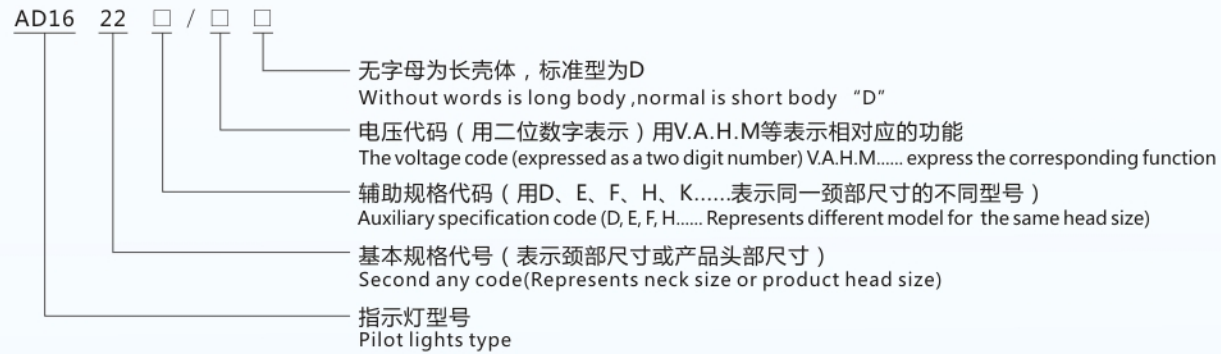 AD16 22 □ / □ □
无字母为长壳体，标准型为D
Without words is long body ,normal is short body “D”
电压代码（用二位数字表示）用V.A.H.M等表示相对应的功能
The voltage code (expressed as a two digit number) V.A.H.M...... express the corresponding function
辅助规格代码（用D、E、F、H、K......表示同一颈部尺寸的不同型号）
Auxiliary specification code (D, E, F, H...... Represents different model for the same head size)
基本规格代号（表示颈部尺寸或产品头部尺寸）
Second any code(Represents neck size or product head size)
指示灯型号
Pilot lights type